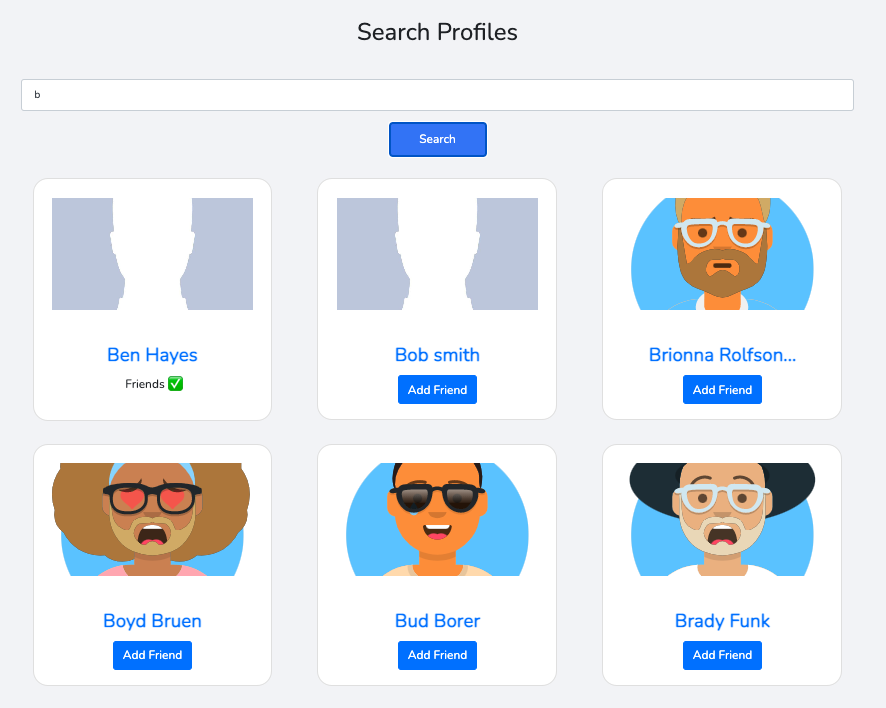 Search Profiles
b
Search
Ben Hayes
Friends ✅
Bob smith
Add Friend
Brionna Rolfson...
Add Friend
Boyd Bruen
Add Friend
Bud Borer
Add Friend
Brady Funk
Add Friend